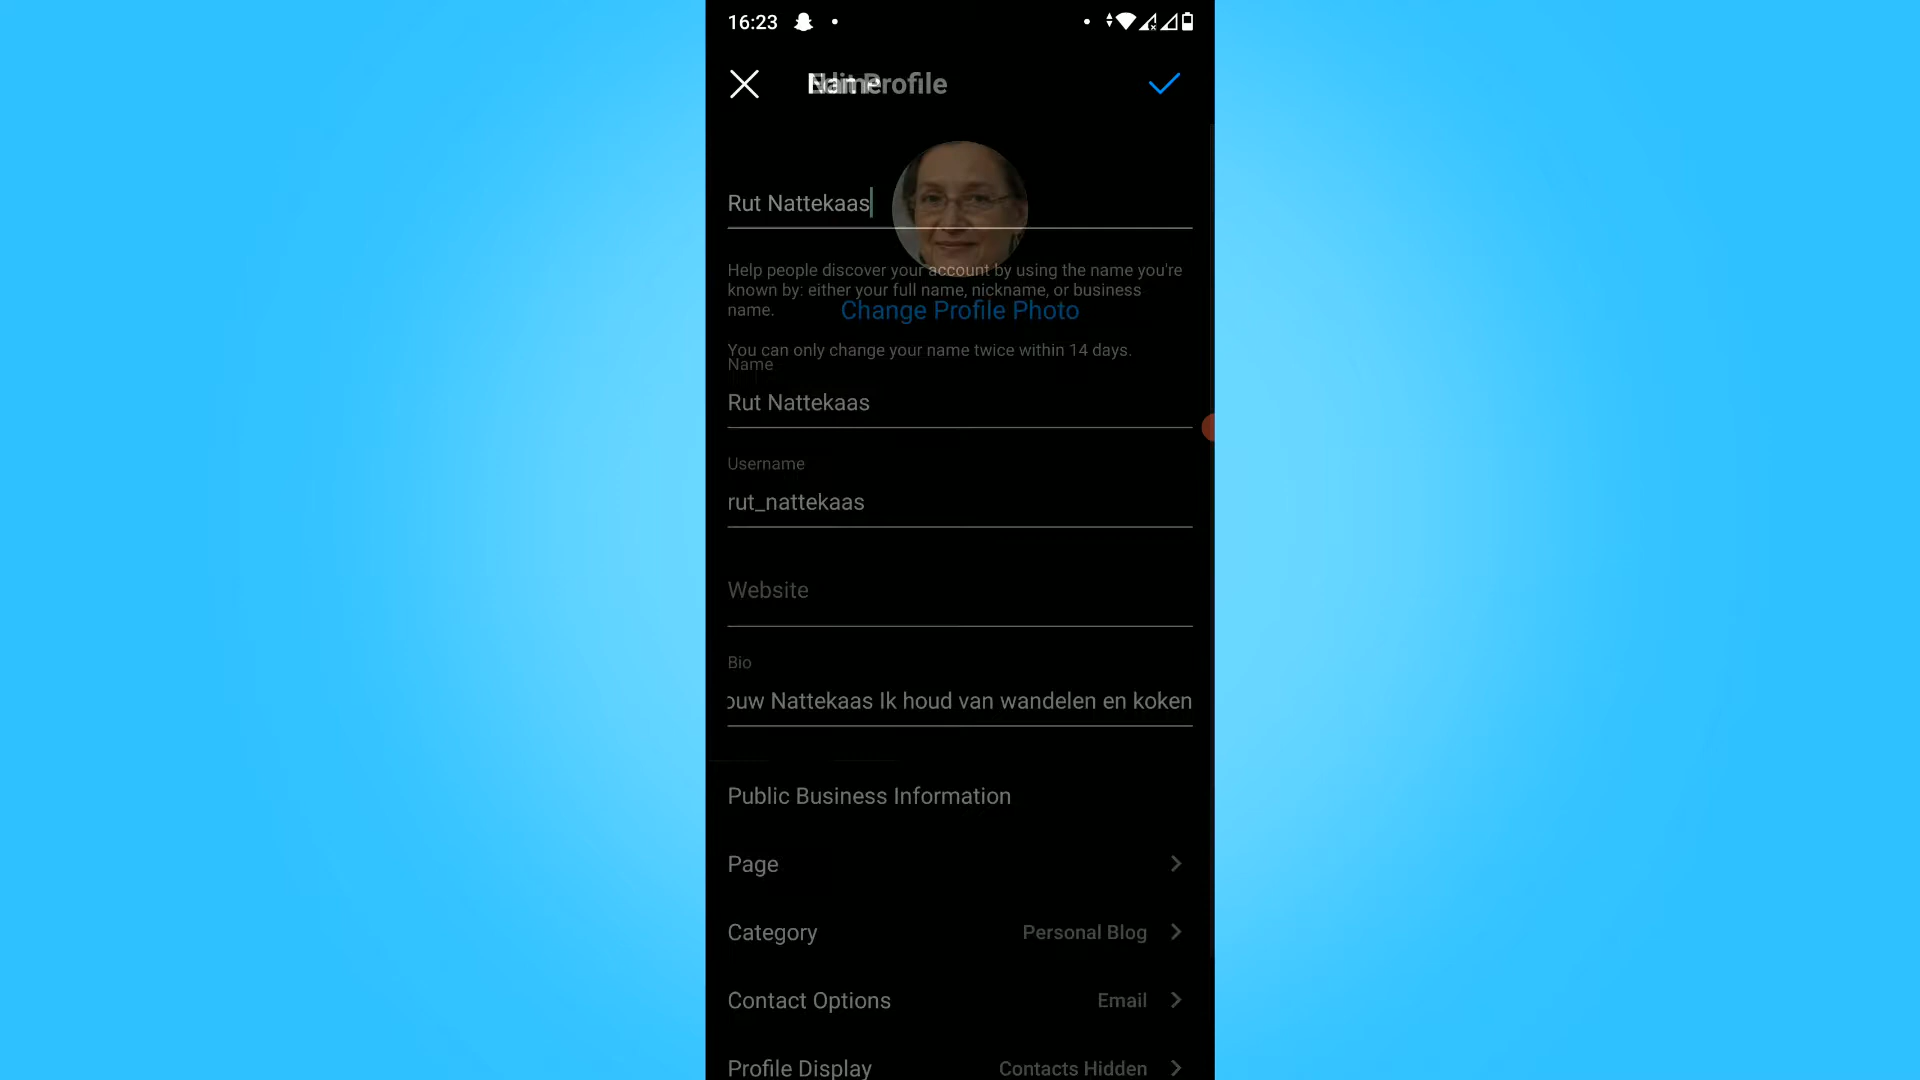 16:23
Name
Edit Profile
Rut Nattekaas
Help people discover your account by using the name you're
known by: either your full name, nickname, or business
name.
Change Profile Photo
You can only change your name twice within 14 days.
Name
Rut Nattekaas
Username
rut_nattekaas
Website
Bio
ouw Nattekaas Ik houd van wandelen en koken
Public Business Information
Page
Category Personal Blog
Contact Options Email
Profile Display Contacts Hidden